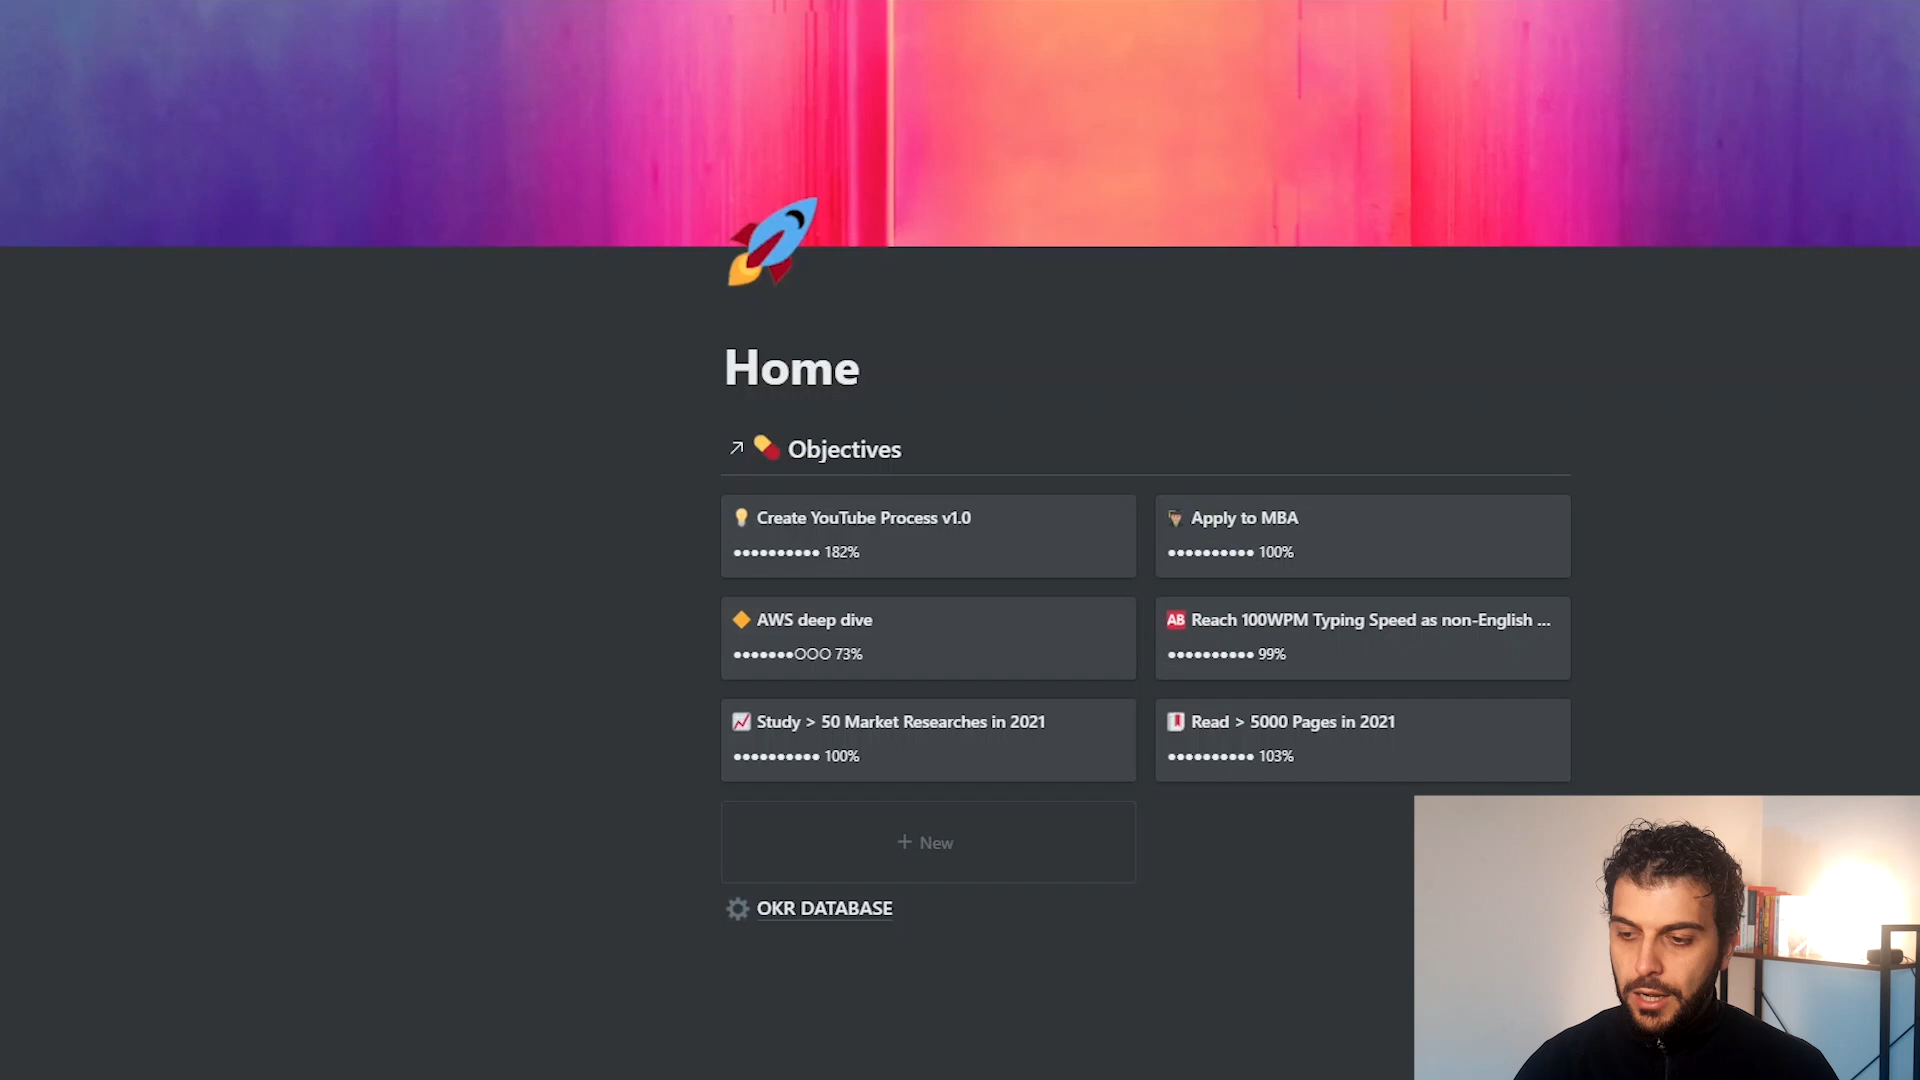 Home
↗ Objectives
Create YouTube Process v1.0
●●●●●●●●●● 182%
Apply to MBA
●●●●●●●●●● 100%
AWS deep dive
●●●●●●●○○○ 73%
AB Reach 100WPM Typing Speed as non-English ...
●●●●●●●●●● 99%
Study > 50 Market Researches in 2021
●●●●●●●●●● 100%
Read > 5000 Pages in 2021
●●●●●●●●●● 103%
+ New
OKR DATABASE